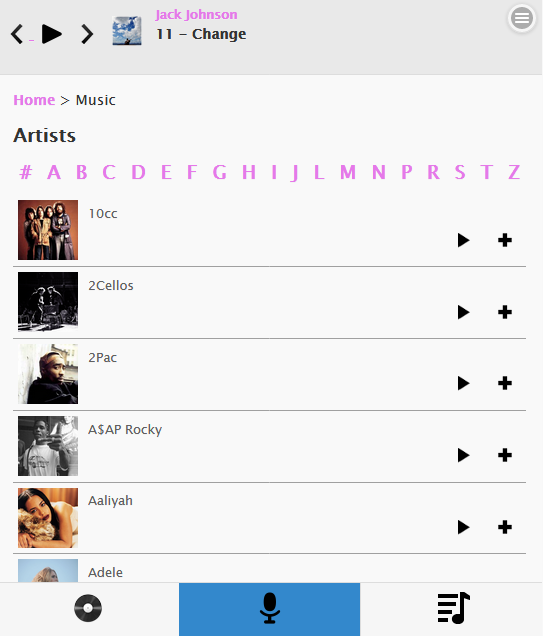 Jack Johnson
11 - Change
Home > Music
Artists
# A B C D E F G H I J L M N P R S T Z
10cc
2Cellos
2Pac
A$AP Rocky
Aaliyah
Adele